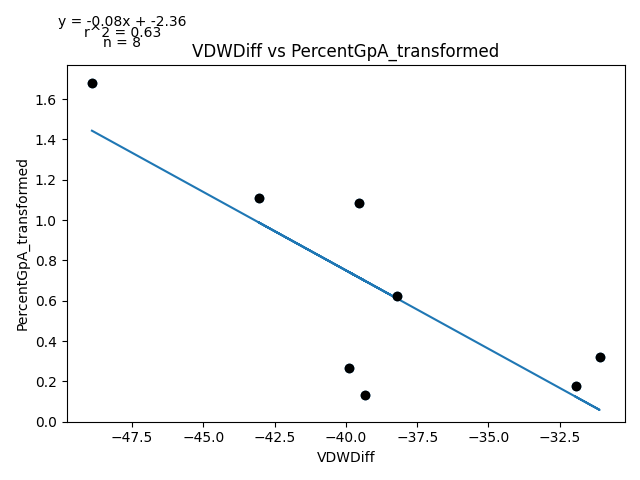 y = -0.08x + -2.36
r^2 = 0.63
n = 8
VDWDiff vs PercentGpA_transformed
PercentGpA_transformed
1.6
1.4
1.2
1.0
0.8
0.6
0.4
0.2
0.0
−47.5 −45.0 −42.5 −40.0 −37.5 −35.0 −32.5
VDWDiff